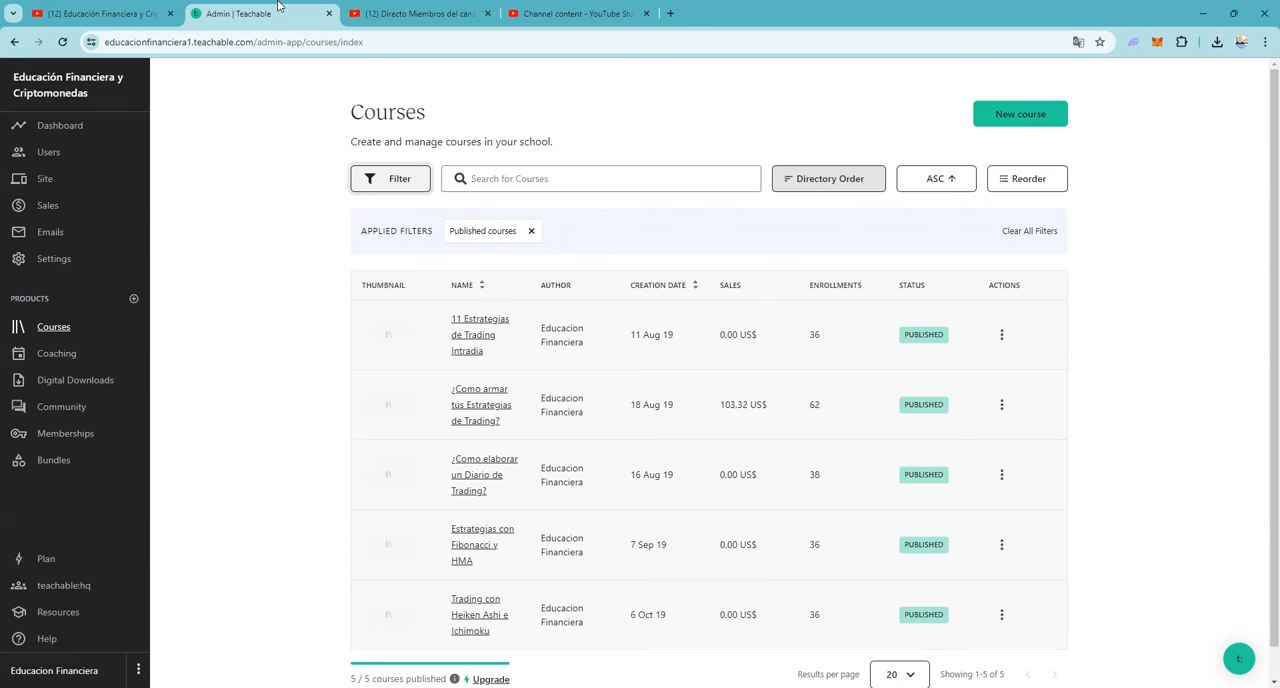 (12) Educación Financiera y Cri
Admin | Teachable
(12) Directo Miembros del cana
Channel content - YouTube Stu
educacionfinanciera1.teachable.com/admin-app/courses/index
Educación Financiera y
Criptomonedas
Dashboard
Users
Site
Sales
Emails
Settings
PRODUCTS
Courses
Coaching
Digital Downloads
Community
Memberships
Bundles
Plan
teachable:hq
Resources
Help
Educacion Financiera
Courses
New course
Create and manage courses in your school.
Filter
Search for Courses
Directory Order
ASC
Reorder
APPLIED FILTERS
Published courses
Clear All Filters
THUMBNAIL NAME AUTHOR CREATION DATE SALES ENROLLMENTS STATUS ACTIONS
11 Estrategias
de Trading
Intradia
Educacion
Financiera
11 Aug 19
0,00 US$
36
PUBLISHED
¿Como armar
tus Estrategias
de Trading?
Educacion
Financiera
18 Aug 19
103,32 US$
62
PUBLISHED
¿Como elaborar
un Diario de
Trading?
Educacion
Financiera
16 Aug 19
0,00 US$
38
PUBLISHED
Estrategias con
Fibonacci y
HMA
Educacion
Financiera
7 Sep 19
0,00 US$
36
PUBLISHED
Trading con
Heiken Ashi e
Ichimoku
Educacion
Financiera
6 Oct 19
0,00 US$
36
PUBLISHED
5 / 5 courses published
Upgrade
Results per page
20
Showing 1-5 of 5
t: